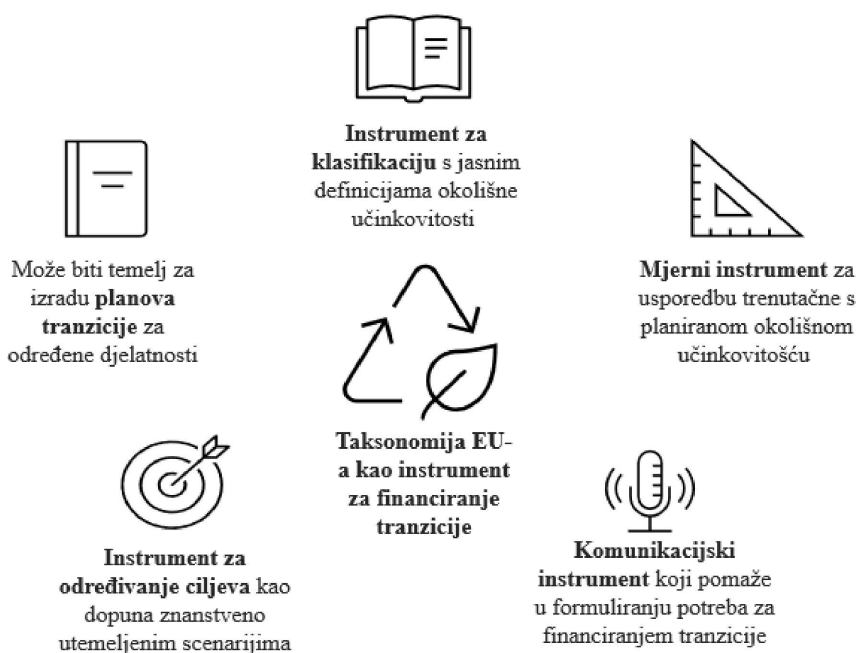 Instrument za
klasifikaciju s jasnim
definicijama okolišne
učinkovitosti
Može biti temelj za
izradu planova
tranzicije za
određene djelatnosti
Mjerni instrument za
usporedbu trenutačne s
planiranom okolišnom
učinkovitošću
Taksonomija EU-
a kao instrument
za financiranje
tranzicije
Instrument za
određivanje ciljeva kao
dopuna znanstveno
utemeljenim scenarijima
Komunikacijski
instrument koji pomaže
u formuliranju potreba za
financiranjem tranzicije